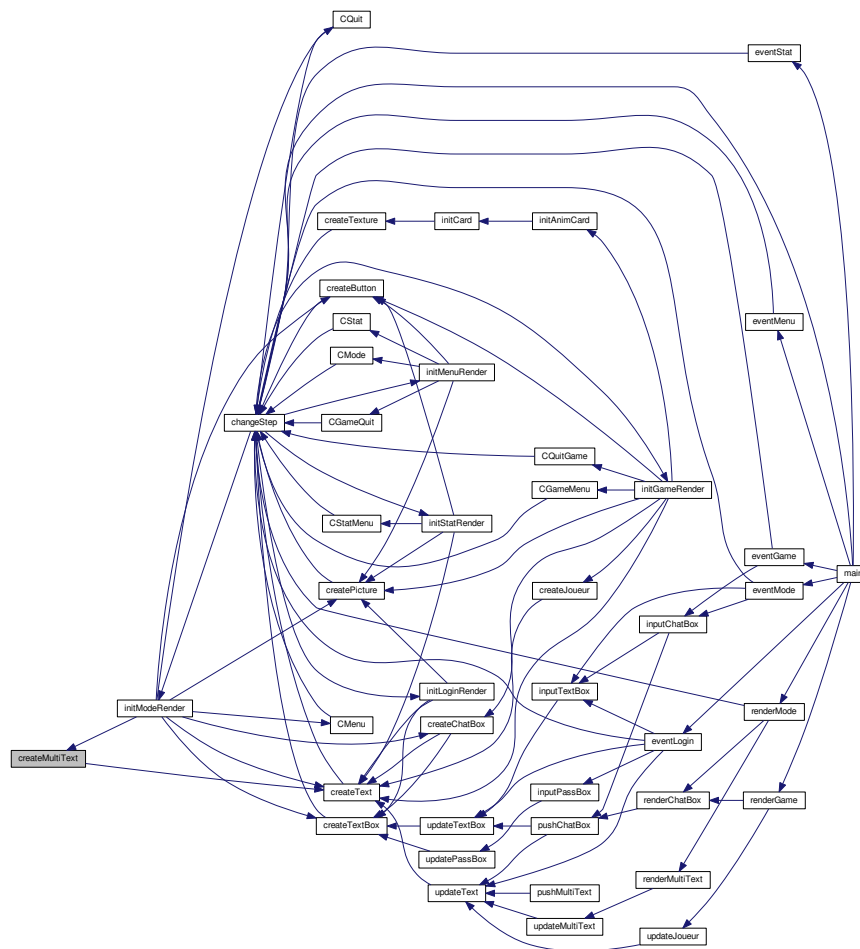 CQuit
eventStat
createTexture
initCard
initAnimCard
createButton
CStat
eventMenu
CMode
initMenuRender
changeStep
CGameQuit
CQuitGame
CGameMenu
initGameRender
CStatMenu
initStatRender
eventGame
main
createPicture
createJoueur
eventMode
inputChatBox
initLoginRender
inputTextBox
initModeRender
renderMode
CMenu
createChatBox
eventLogin
createMultiText
createText
inputPassBox
renderChatBox
renderGame
createTextBox
updateTextBox
pushChatBox
updatePassBox
renderMultiText
updateText
pushMultiText
updateMultiText
updateJoueur